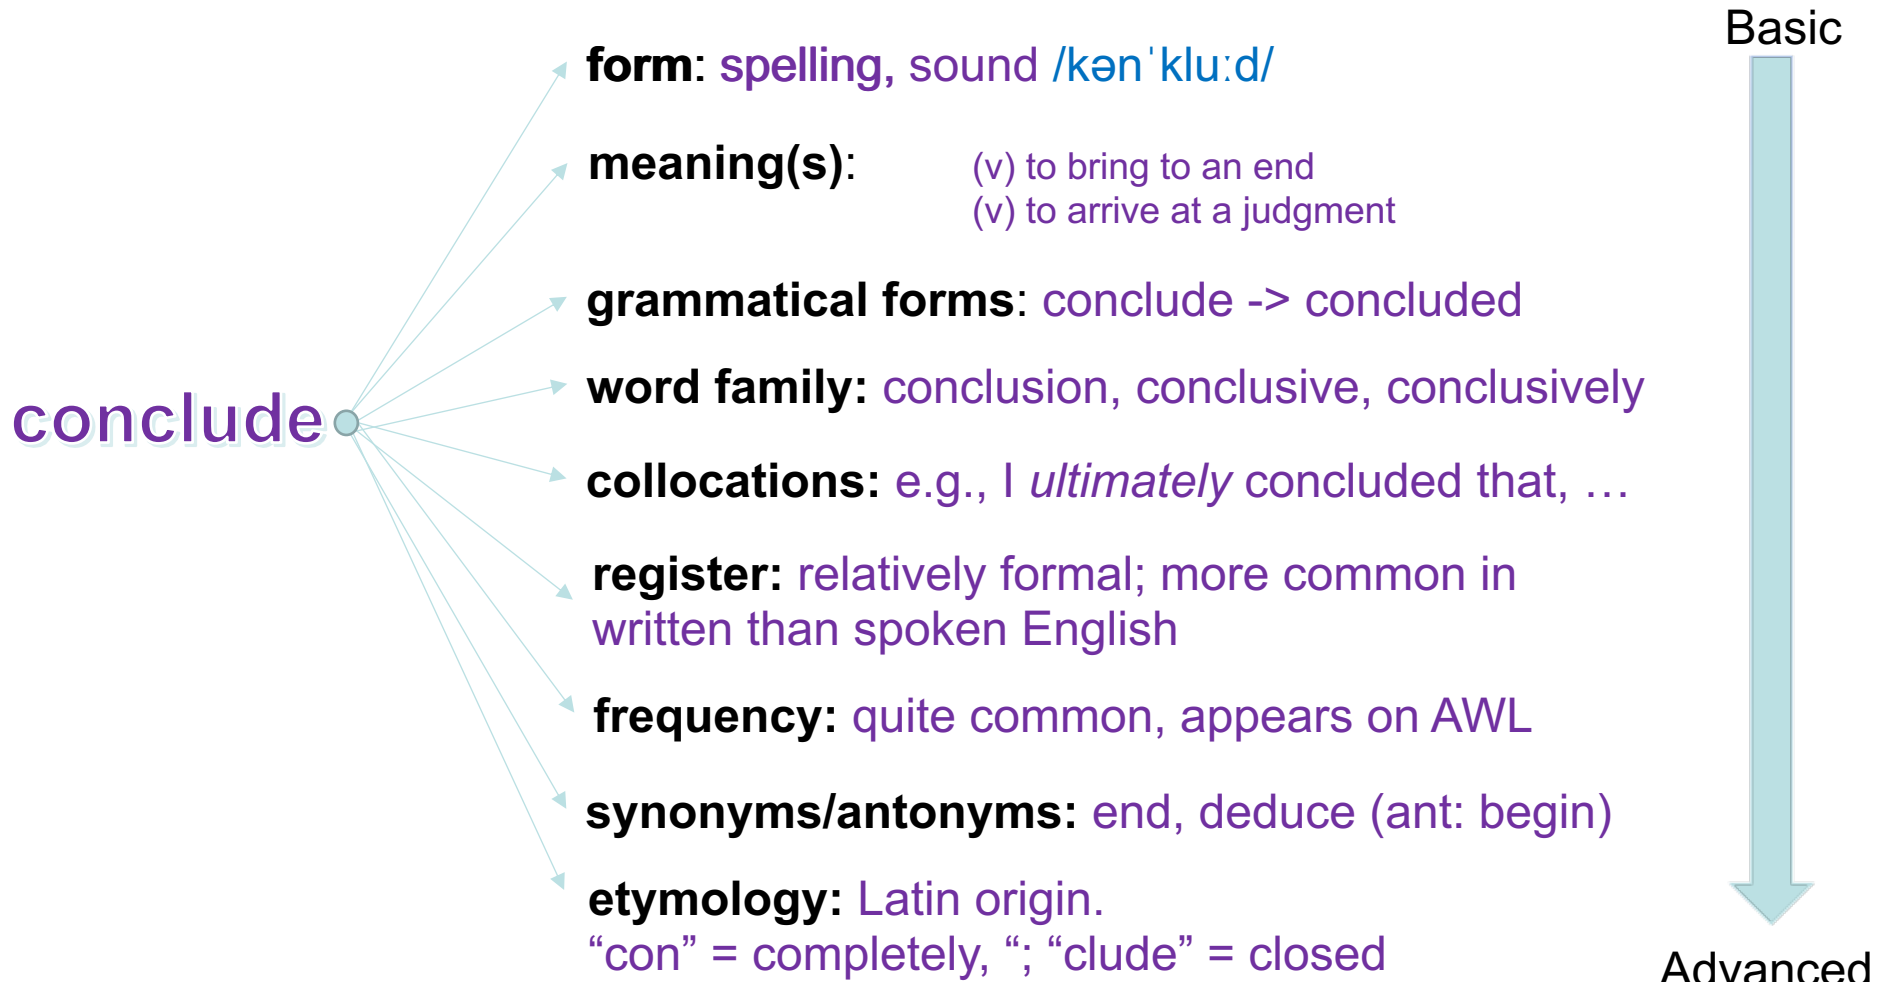 Basic
form: spelling, sound /kənˈkluːd/
meaning(s): (v) to bring to an end
(v) to arrive at a judgment
grammatical forms: conclude -> concluded
word family: conclusion, conclusive, conclusively
conclude
collocations: e.g., I ultimately concluded that, …
register: relatively formal; more common in
written than spoken English
frequency: quite common, appears on AWL
synonyms/antonyms: end, deduce (ant: begin)
etymology: Latin origin.
“con” = completely, “; “clude” = closed
Advanced